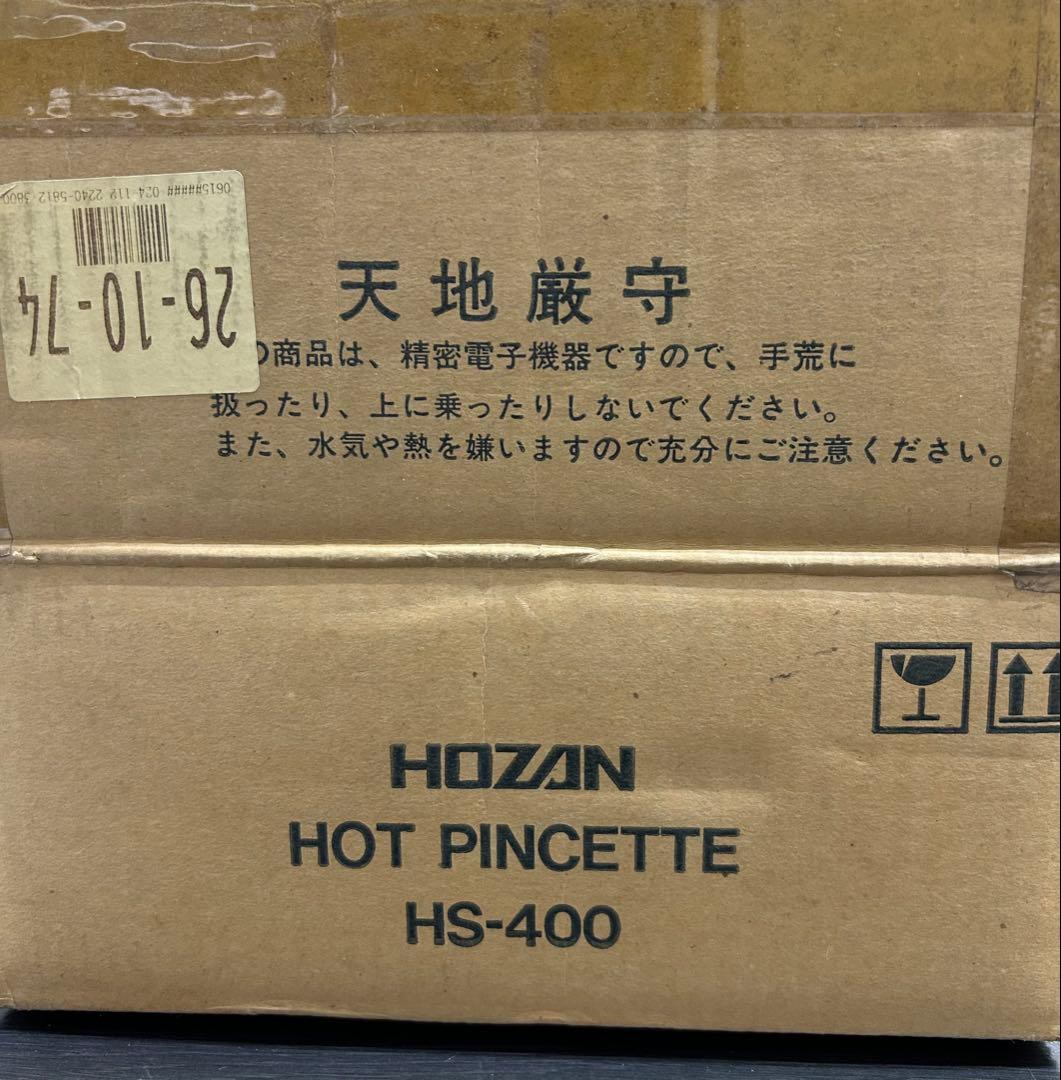 0615###### 024 112 2240-5812 3800
26-10-74
天地厳守
の商品は、精密電子機器ですので、手荒に
扱ったり、上に乗ったりしないでください。
また、水気や熱を嫌いますので充分にご注意ください。
HOZAN
HOT PINCETTE
HS-400